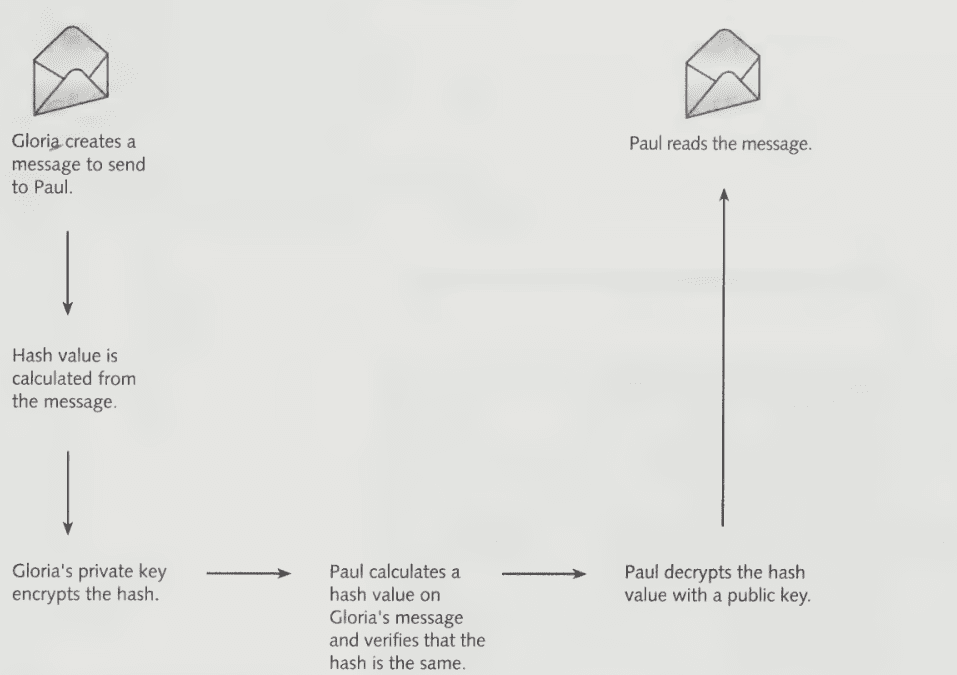 Gloria creates a
message to send
to Paul.
Hash value is
calculated from
the message.
Gloria's private key
encrypts the hash.
Paul calculates a
hash value on
Gloria's message
and verifies that the
hash is the same.
Paul decrypts the hash
value with a public key.
Paul reads the message.